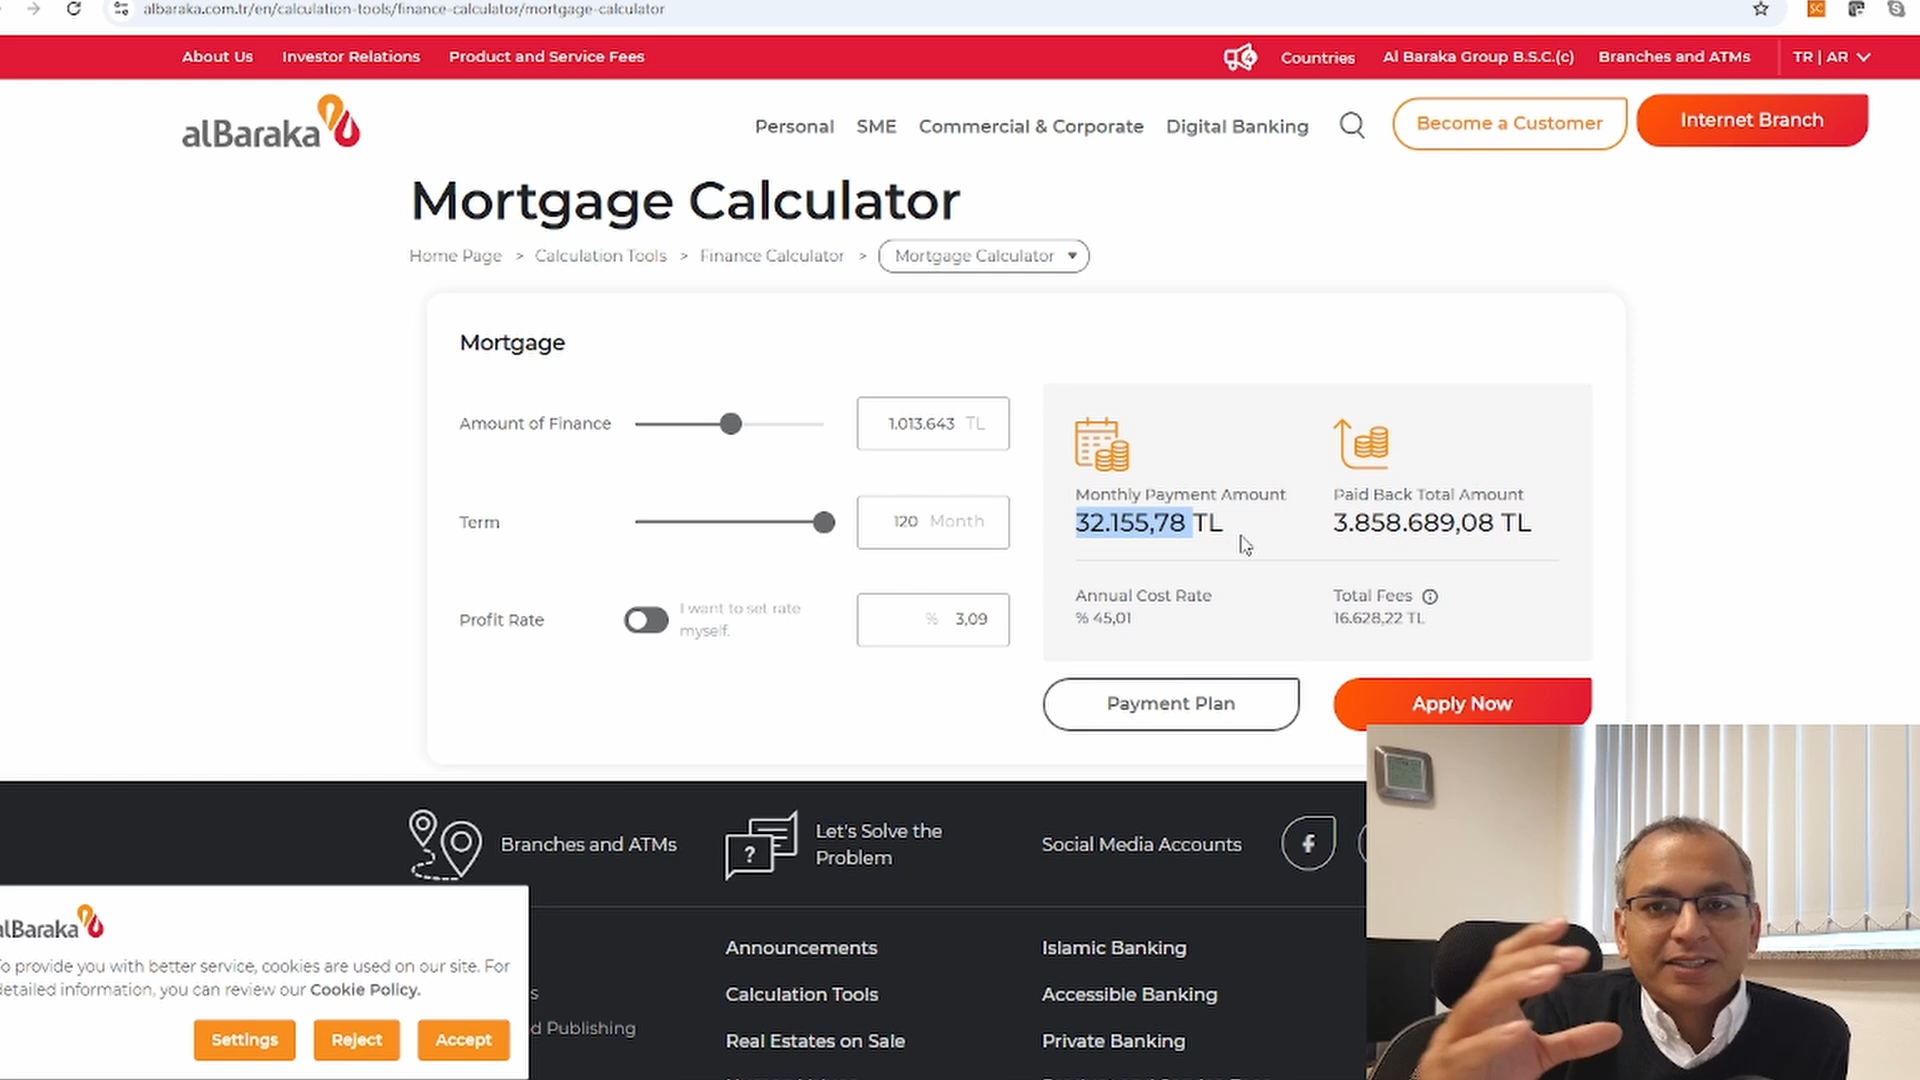 albaraka.com.tr/en/calculation-tools/finance-calculator/mortgage-calculator
About Us Investor Relations Product and Service Fees Countries Al Baraka Group B.S.C.(c) Branches and ATMs TR | AR
alBaraka Personal SME Commercial & Corporate Digital Banking Become a Customer Internet Branch
Mortgage Calculator
Home Page > Calculation Tools > Finance Calculator > Mortgage Calculator
Mortgage
Amount of Finance 1.013.643 TL
Term 120 Month
Profit Rate I want to set rate myself. % 3,09
Monthly Payment Amount
32.155,78 TL
Paid Back Total Amount
3.858.689,08 TL
Annual Cost Rate
% 45,01
Total Fees
16.628,22 TL
Payment Plan Apply Now
Branches and ATMs
Let's Solve the
Problem
Social Media Accounts
alBaraka
To provide you with better service, cookies are used on our site. For
detailed information, you can review our Cookie Policy.
Settings Reject Accept
d Publishing
Announcements
Calculation Tools
Real Estates on Sale
Islamic Banking
Accessible Banking
Private Banking